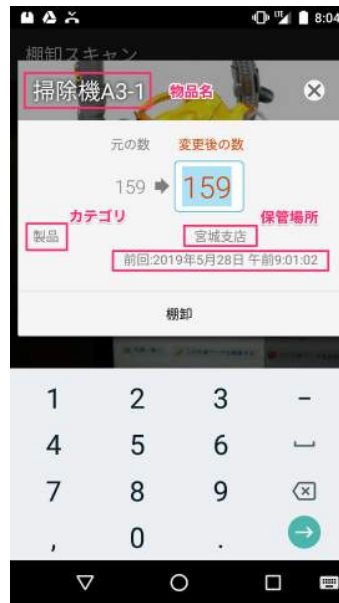 LTE 8:04
棚卸スキャン
掃除機A3-1 物品名
元の数 変更後の数
159 159
カテゴリ 保管場所
製品 宮城支店
前回:2019年5月28日 午前9:01:02
棚卸
1 2 3 -
4 5 6
7 8 9
, 0 .